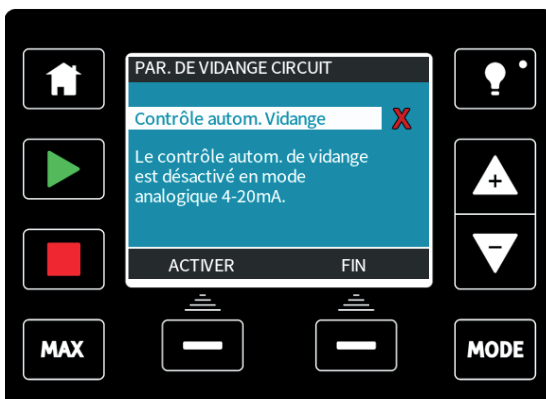 PAR. DE VIDANGE CIRCUIT
Contrôle autom. Vidange X
Le contrôle autom. de vidange
est désactivé en mode
analogique 4-20mA.
ACTIVER FIN
MAX
MODE